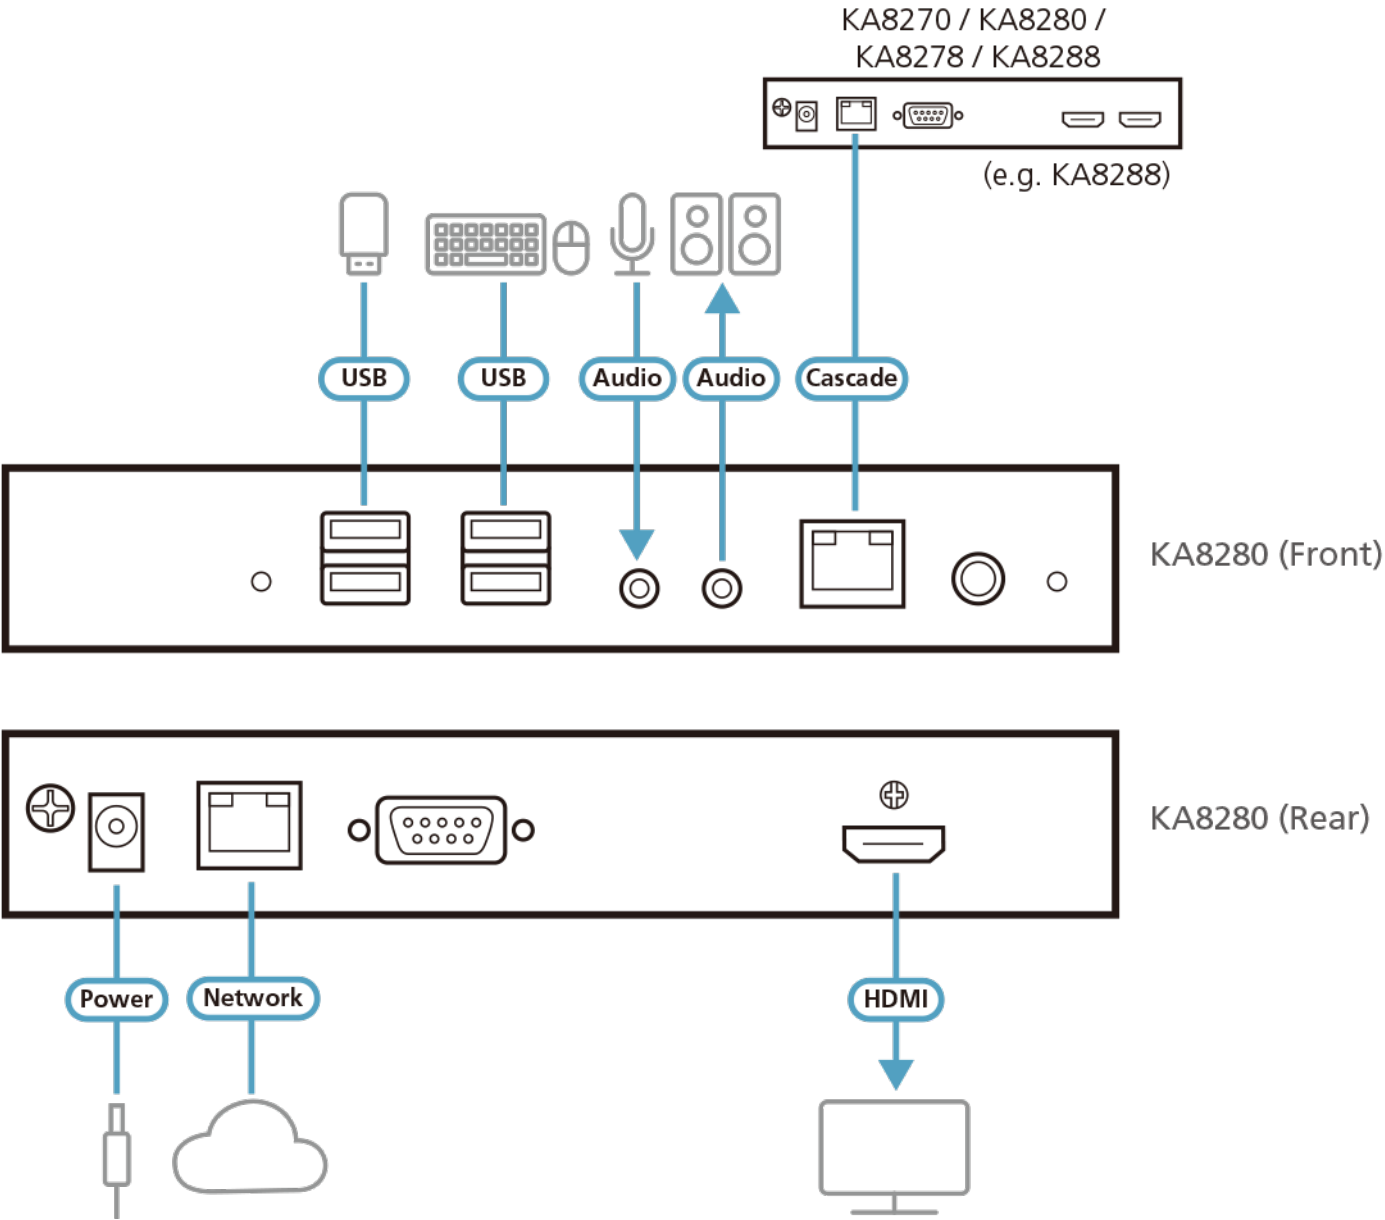 KA8270 / KA8280 /
KA8278 / KA8288
(e.g. KA8288)
USB
USB
Audio
Audio
Cascade
KA8280 (Front)
KA8280 (Rear)
Power
Network
HDMI